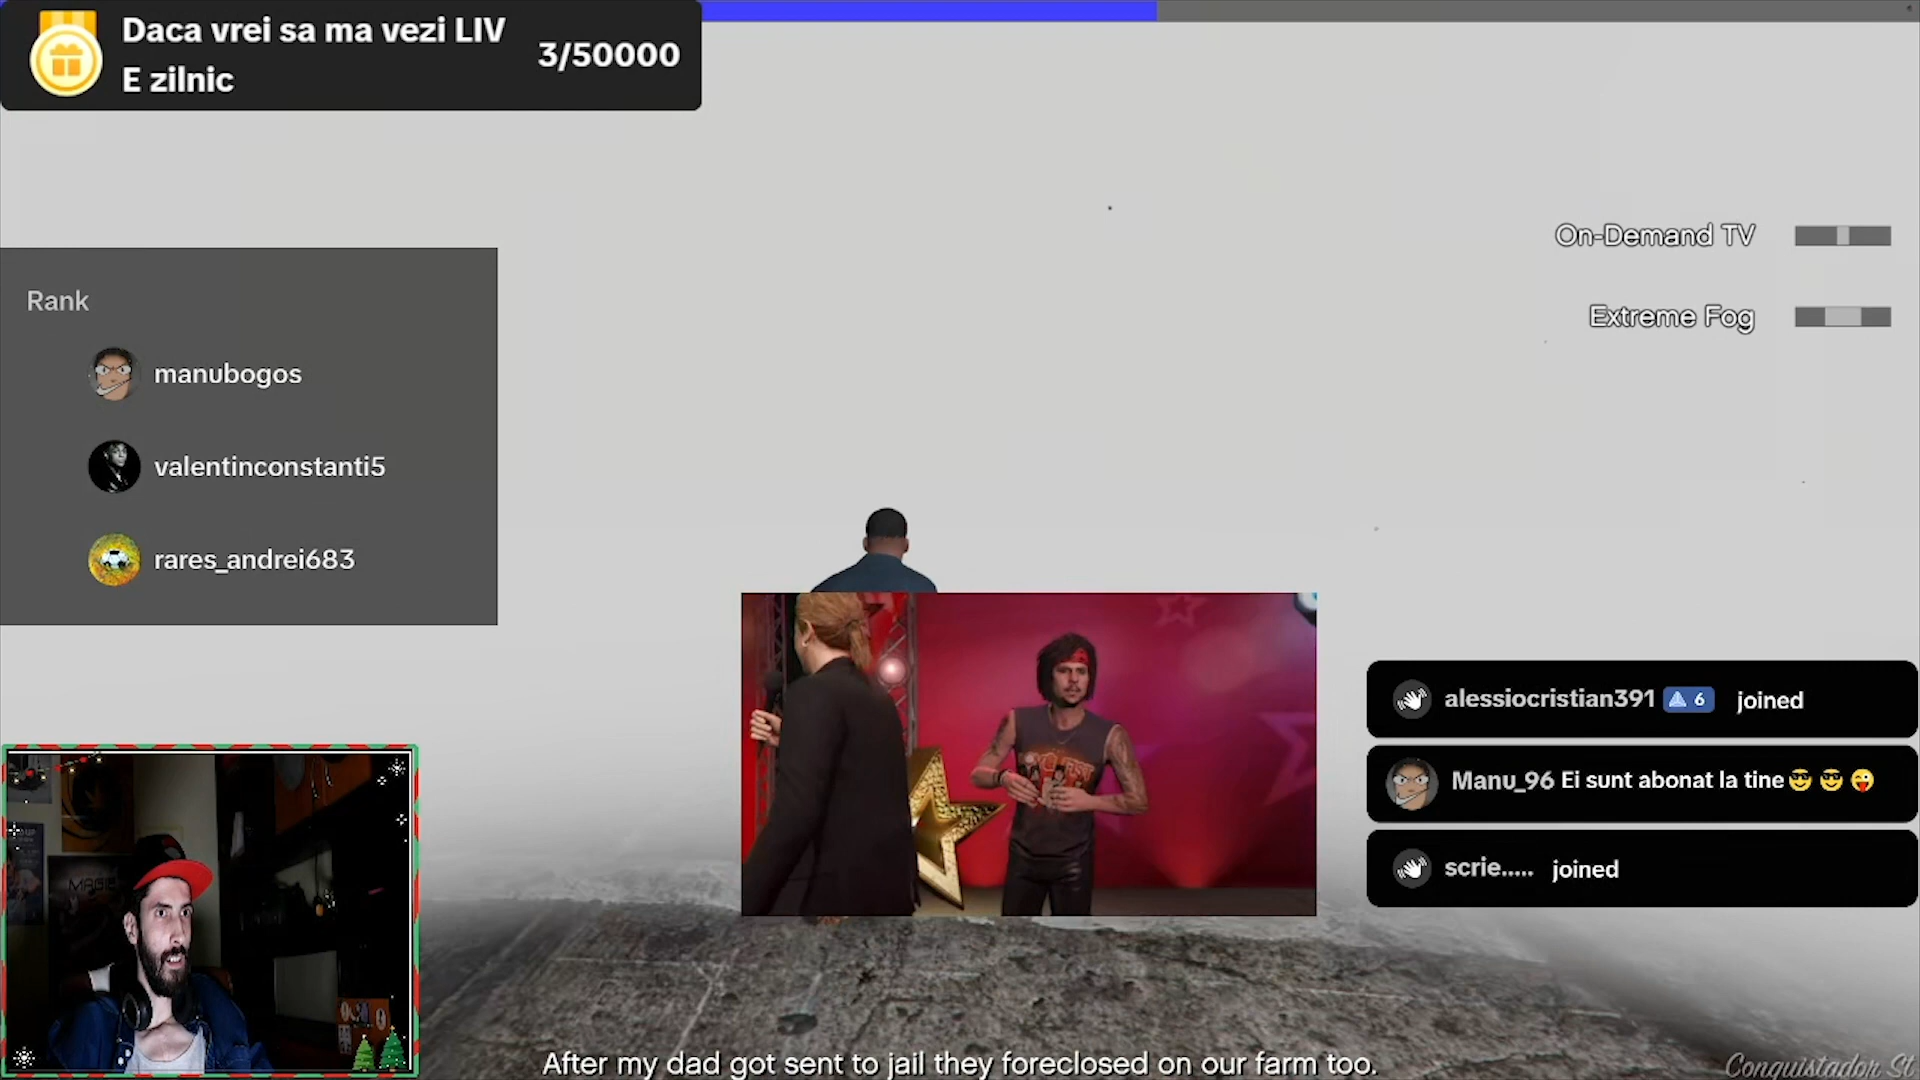 Daca vrei sa ma vezi LIV
E zilnic
3/50000
On-Demand TV
Extreme Fog
Rank
manubogos
valentinconstanti5
rares_andrei683
alessiocristian391 6 joined
Manu_96 Ei sunt abonat la tine😎 😎 😜
scrie..... joined
After my dad got sent to jail they foreclosed on our farm too.
Conquistador St